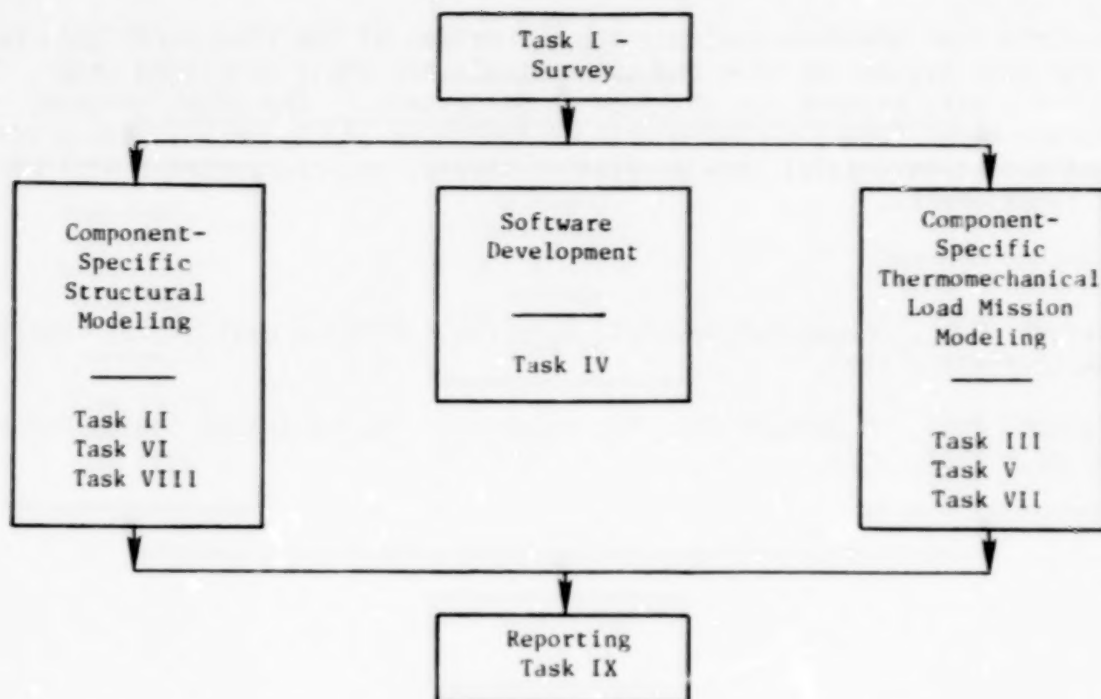 Task I -
Survey
Component-
Specific
Structural
Modeling
Task II
Task VI
Task VIII
Software
Development
Task IV
Component-
Specific
Thermomechanical
Load Mission
Modeling
Task III
Task V
Task VII
Reporting
Task IX